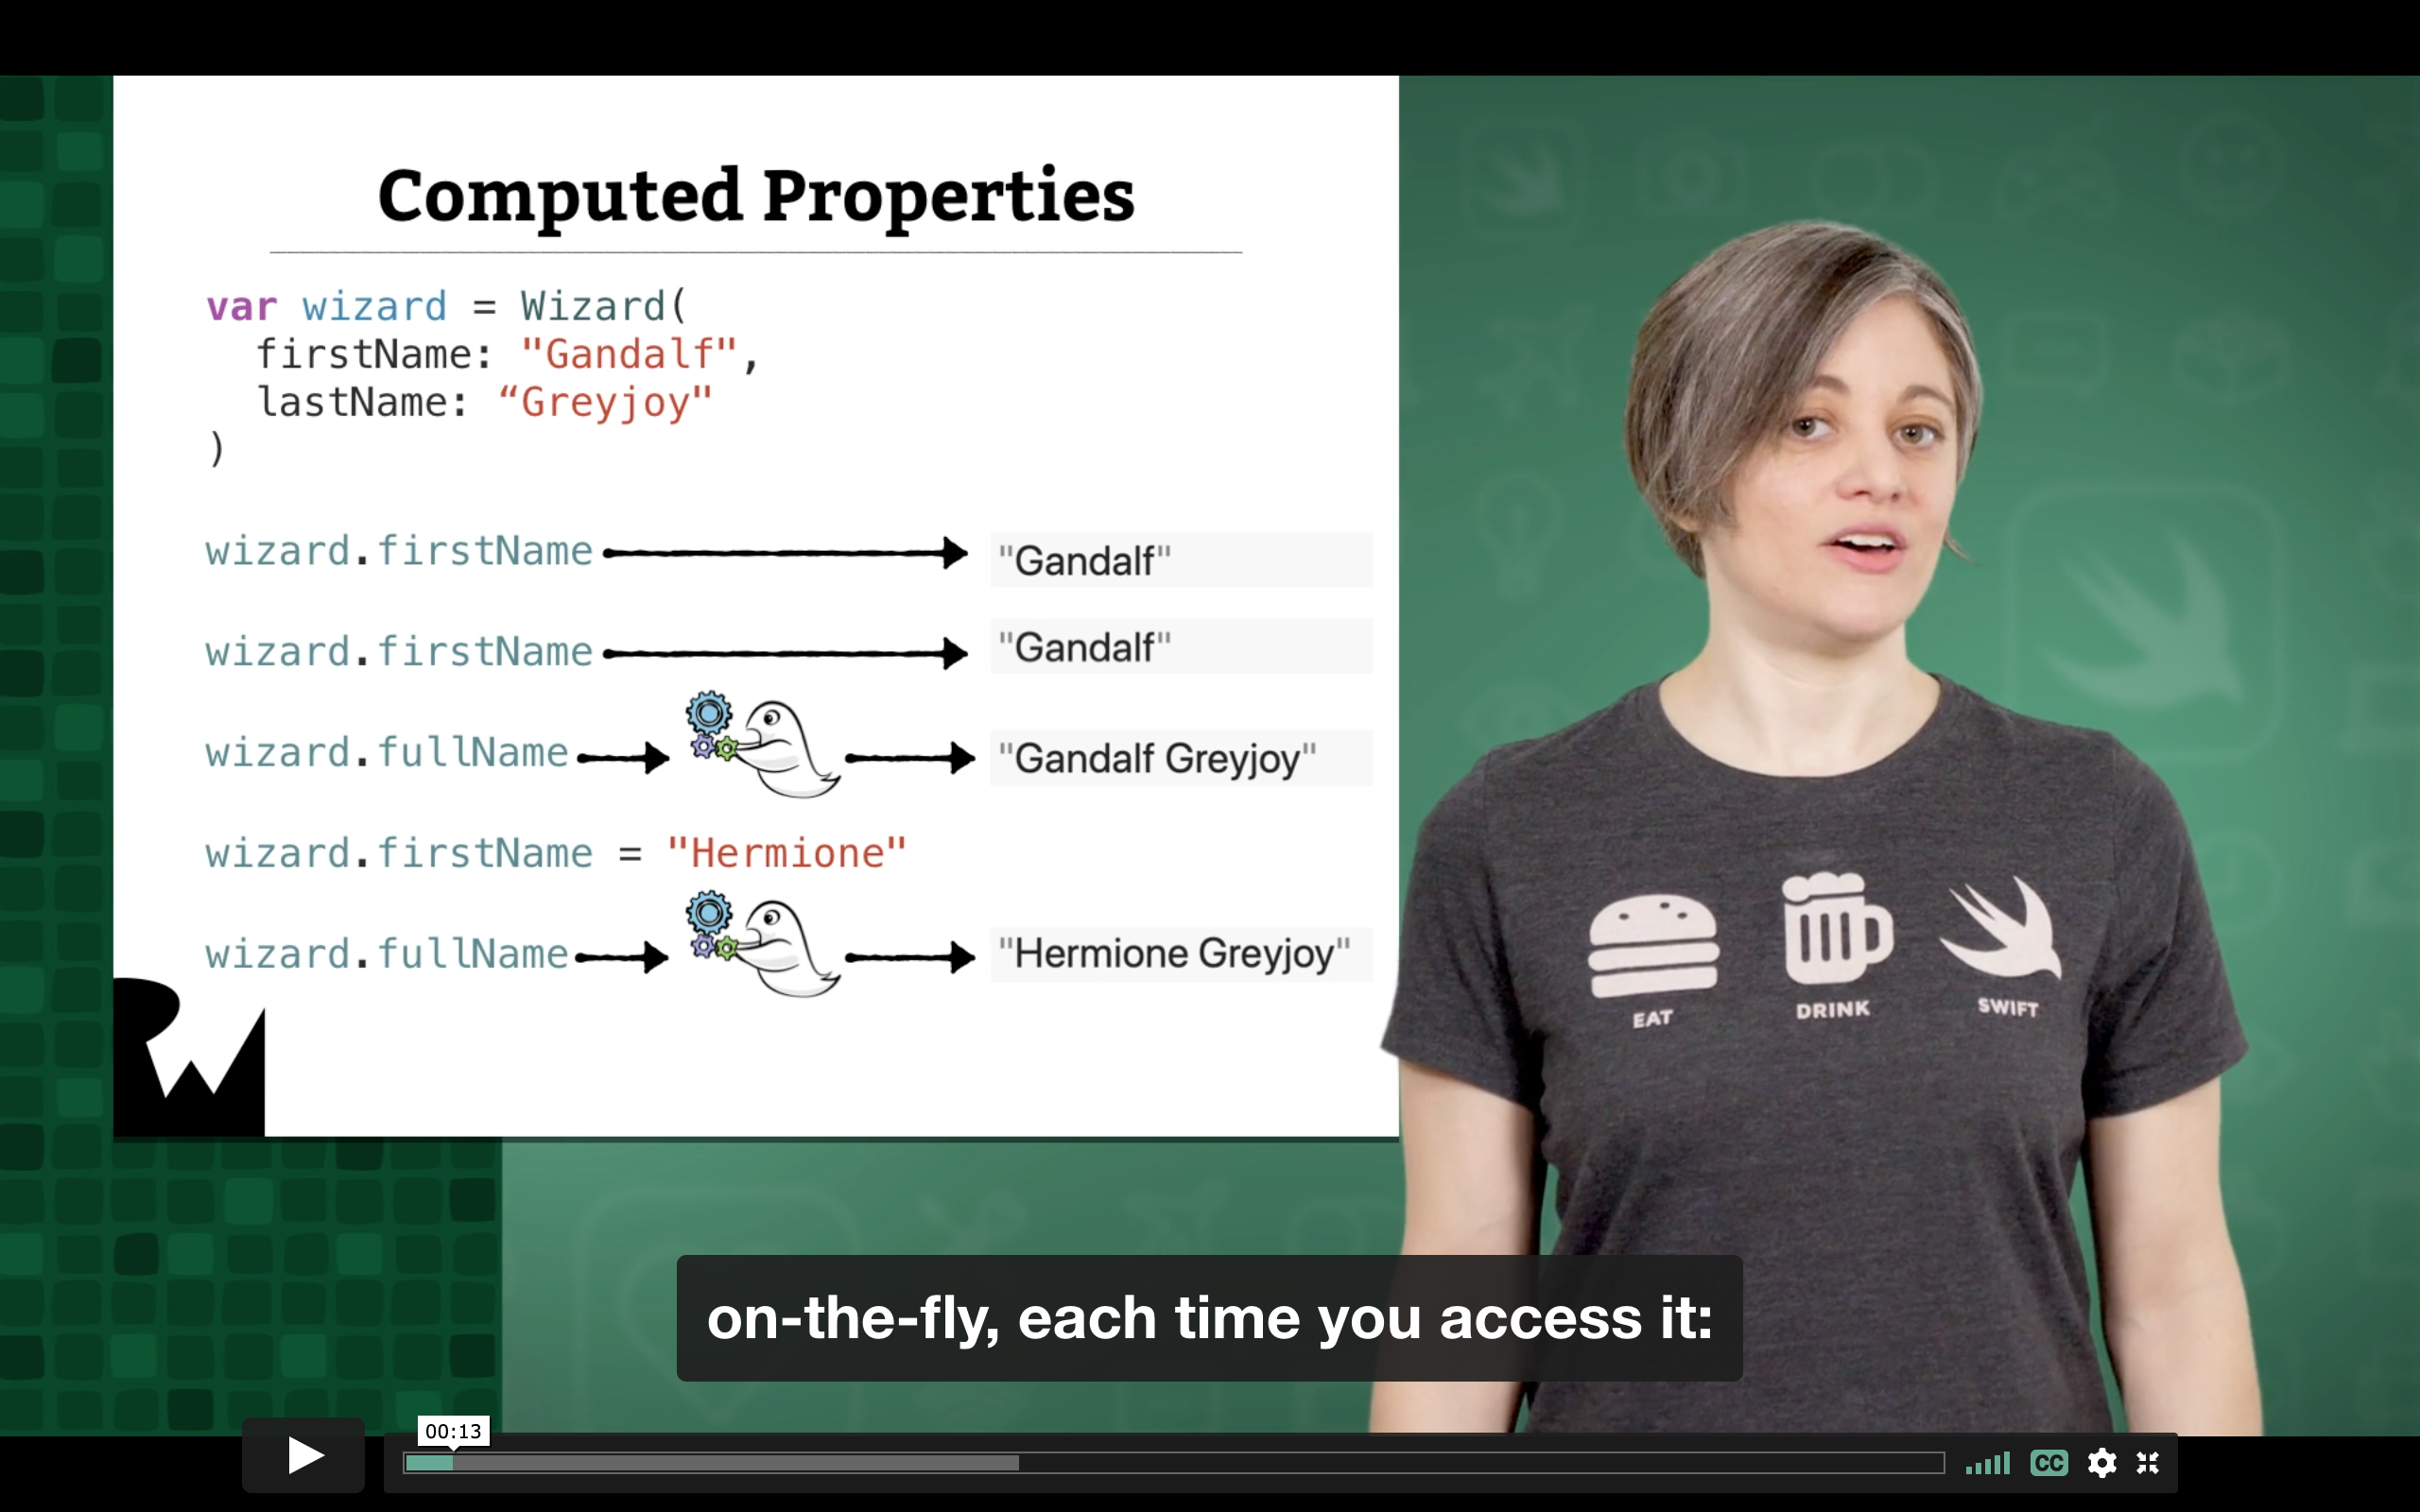 Computed Properties
var wizard = Wizard(
firstName: "Gandalf",
lastName: “Greyjoy"
)
wizard.firstName "Gandalf"
wizard.firstName "Gandalf"
wizard.fullName "Gandalf Greyjoy"
wizard.firstName = "Hermione"
wizard.fullName "Hermione Greyjoy"
RW
EAT DRINK SWIFT
on-the-fly, each time you access it:
00:13
CC